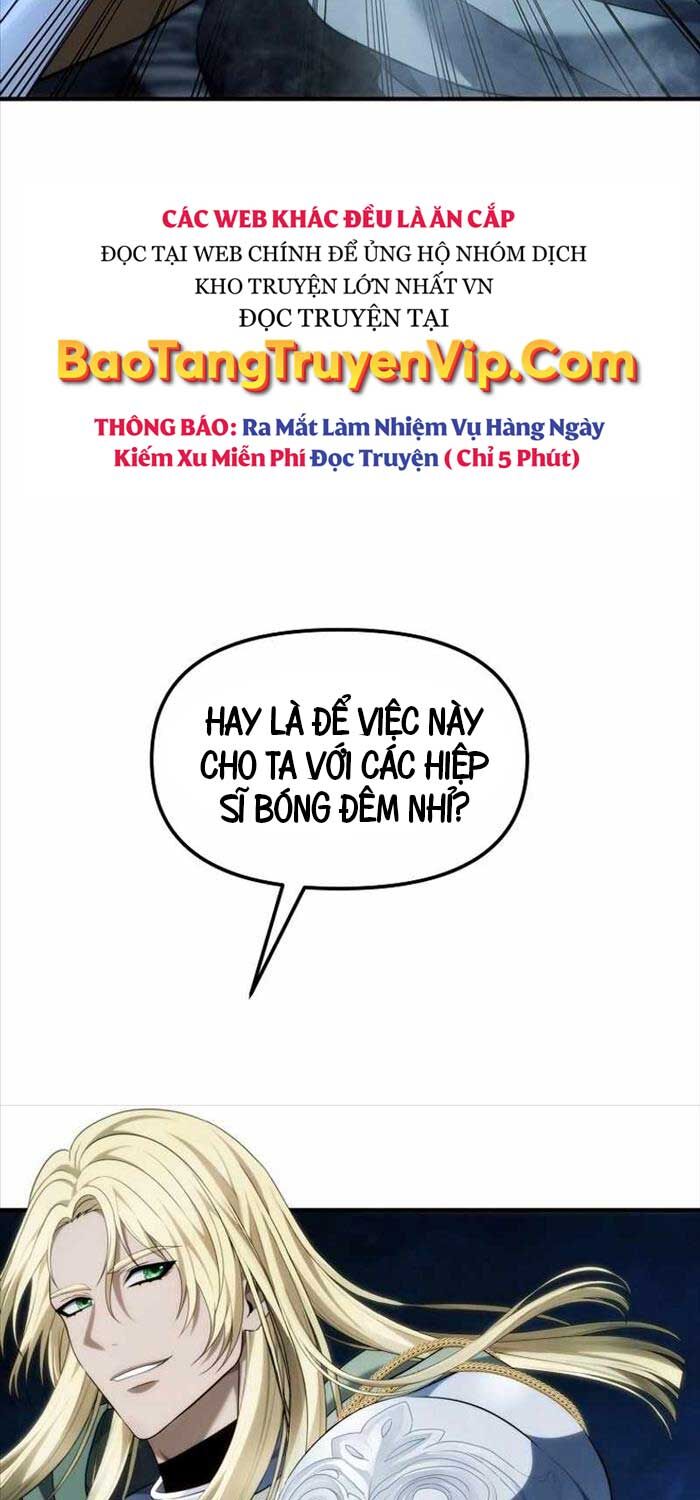 CÁC WEB KHÁC ĐỀU LÀ ĂN CẮP
ĐỌC TẠI WEB CHÍNH ĐỂ ỦNG HỘ NHÓM DỊCH
KHO TRUYỆN LỚN NHẤT VN
ĐỌC TRUYỆN TẠI
BaoTangTruyenVip.Com
THÔNG BÁO: Ra Mắt Làm Nhiệm Vụ Hàng Ngày
Kiếm Xu Miễn Phí Đọc Truyện ( Chỉ 5 Phút)
HAY LÀ ĐỂ VIỆC NÀY
CHO TA VỚI CÁC HIỆP
SĨ BÓNG ĐÊM NHỈ?